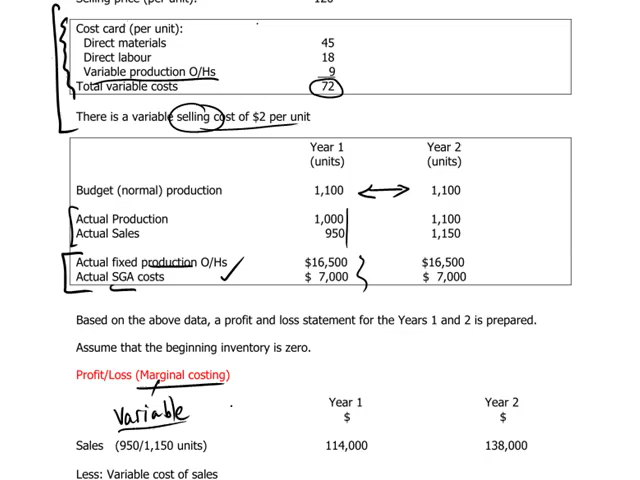 Selling price (per unit): 120
Cost card (per unit):
Direct materials 45
Direct labour 18
Variable production O/Hs 9
Total variable costs 72
There is a variable selling cost of $2 per unit
Year 1 Year 2
(units) (units)
Budget (normal) production 1,100 1,100
Actual Production 1,000 1,100
Actual Sales 950 1,150
Actual fixed production O/Hs $16,500 $16,500
Actual SGA costs $ 7,000 $ 7,000
Based on the above data, a profit and loss statement for the Years 1 and 2 is prepared.
Assume that the beginning inventory is zero.
Profit/Loss (Marginal costing)
Variable
Year 1 Year 2
$ $
Sales (950/1,150 units) 114,000 138,000
Less: Variable cost of sales